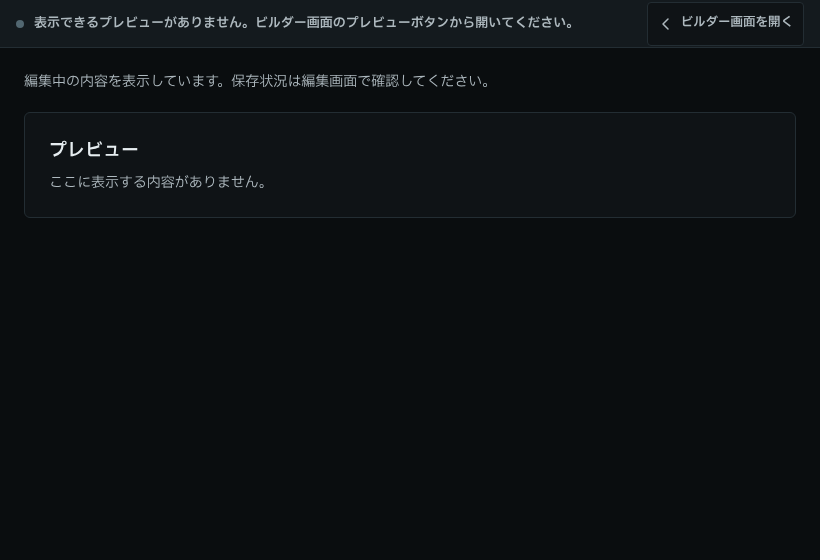 表示できるプレビューがありません。ビルダー画面のプレビューボタンから開いてください。
ビルダー画面を開く
編集中の内容を表示しています。保存状況は編集画面で確認してください。
プレビュー
ここに表示する内容がありません。